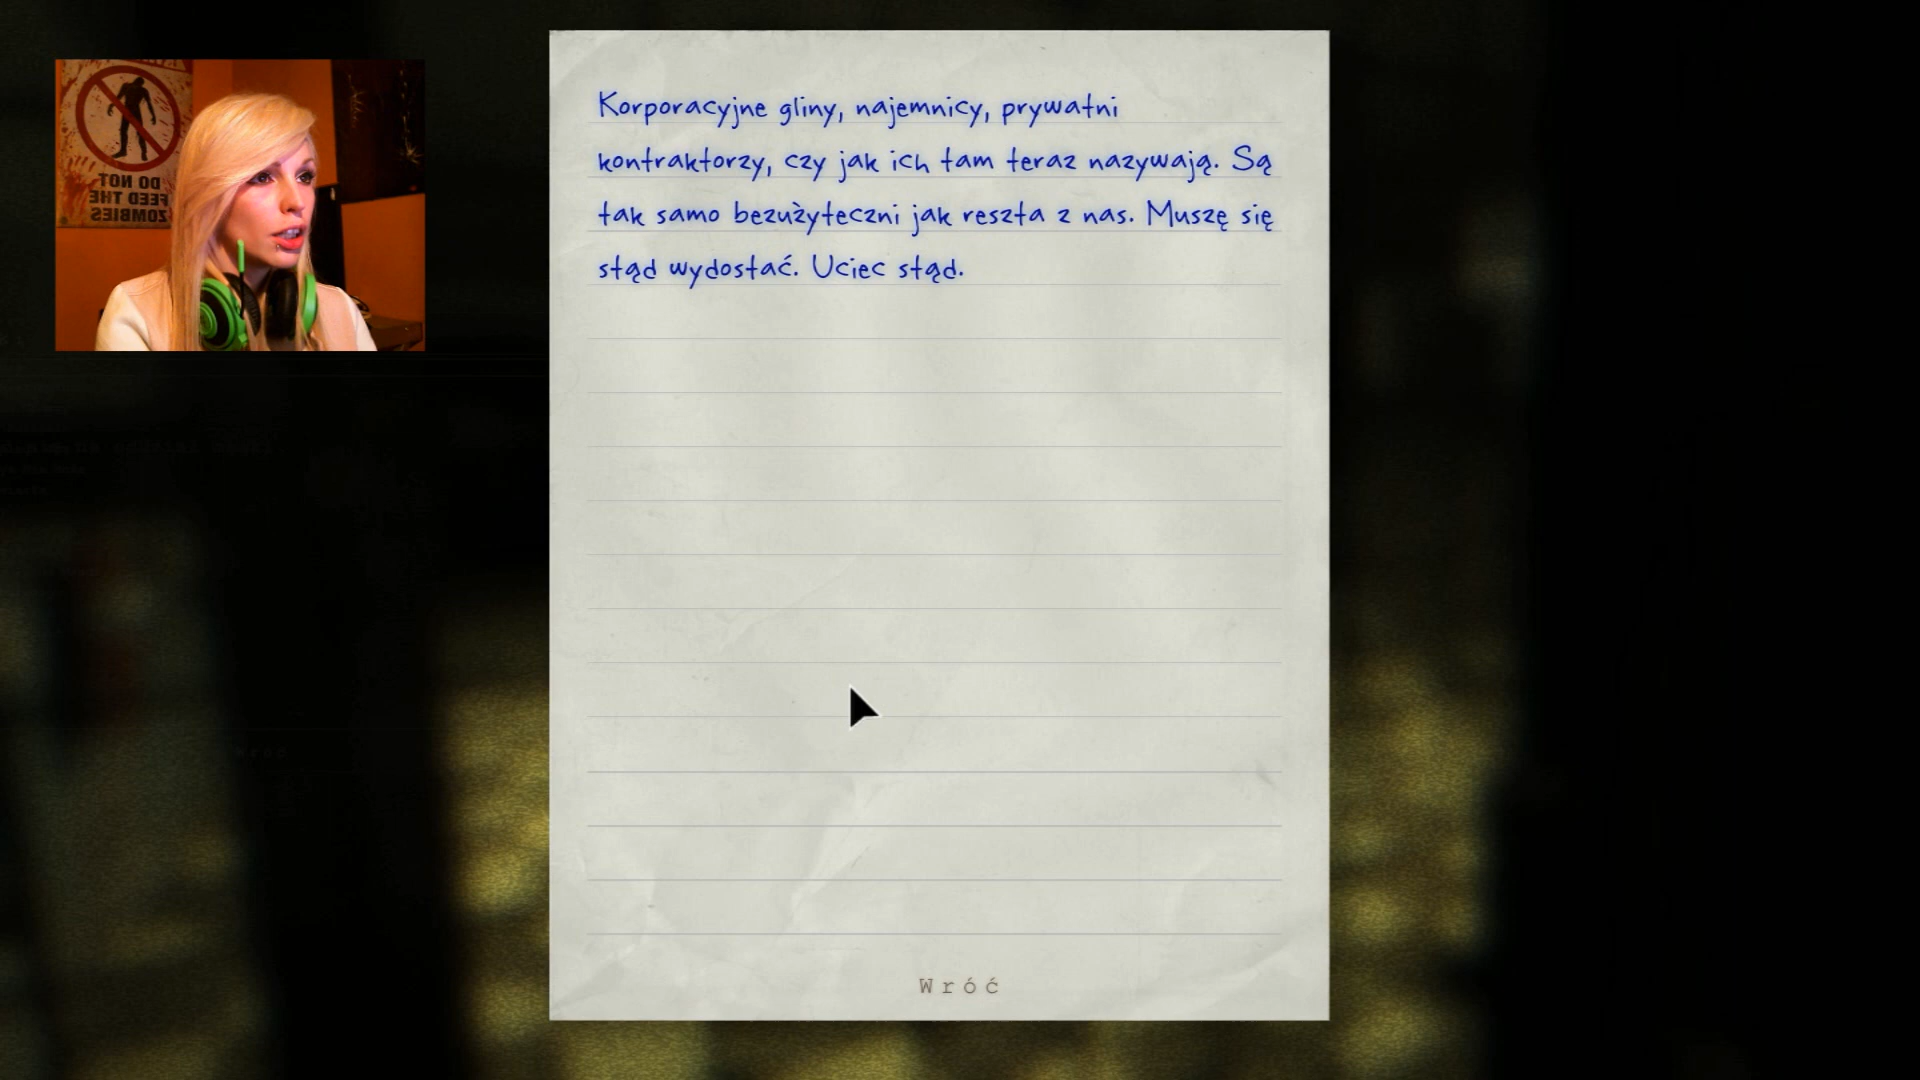 Korporacyjne gliny, najemnicy, prywatni
kontraktorzy, czy jak ich tam teraz nazywają. Są
tak samo bezużyteczni jak reszta z nas. Muszę się
stąd wydostać. Uciec stąd.
Wróć
DO NOT
FEED THE
ZOMBIES
Wróć